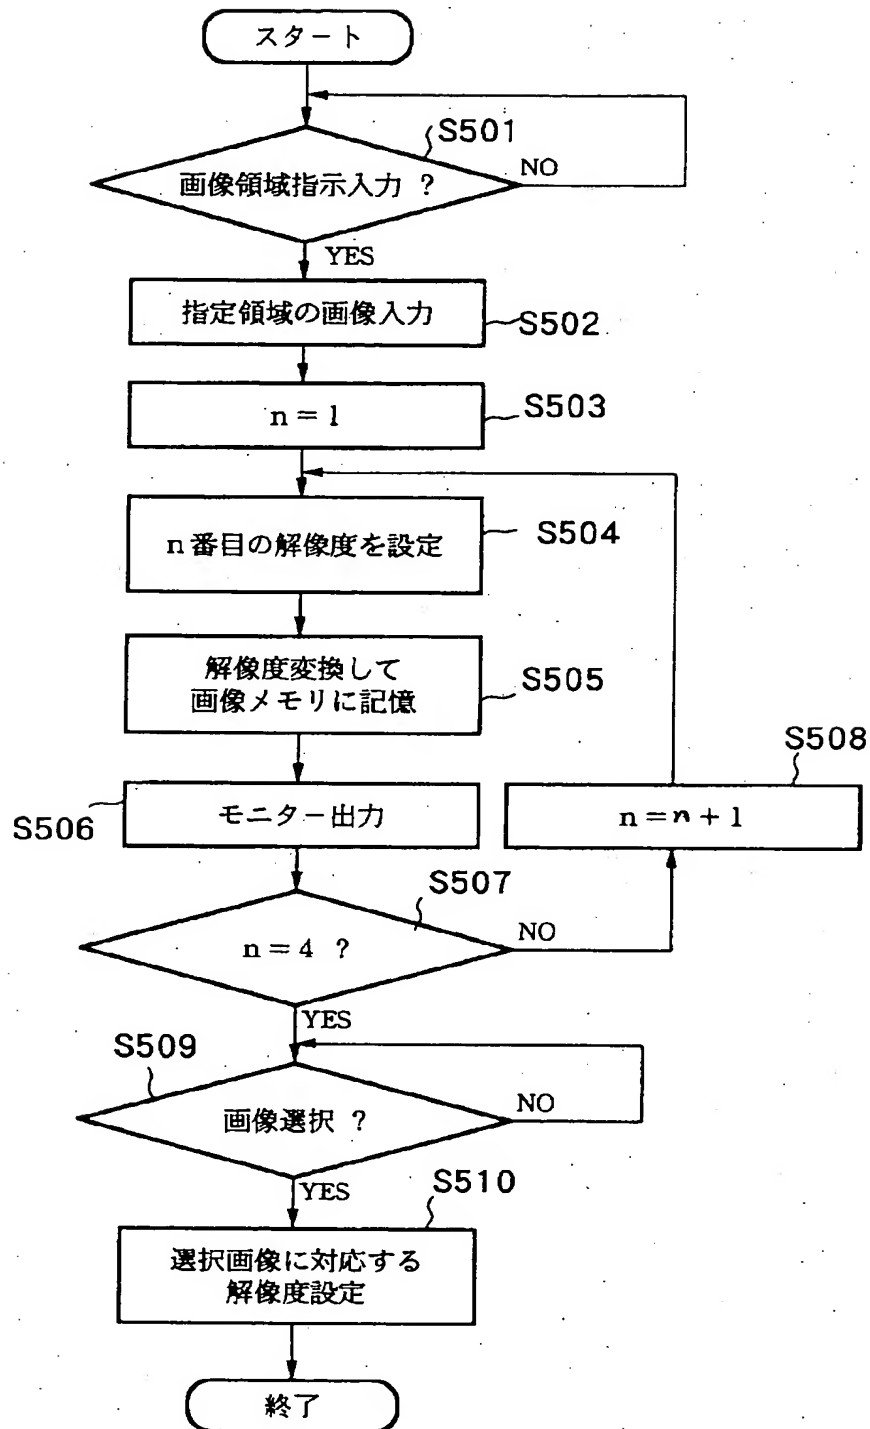 スタート
S501
画像領域指示入力 ?
NO
YES
指定領域の画像入力
S502
n = 1
S503
n番目の解像度を設定
S504
解像度変換して
画像メモリに記憶
S505
S508
モニター出力
n = n + 1
S506
S507
n = 4 ?
NO
YES
S509
画像選択 ?
NO
YES
S510
選択画像に対応する
解像度設定
終了